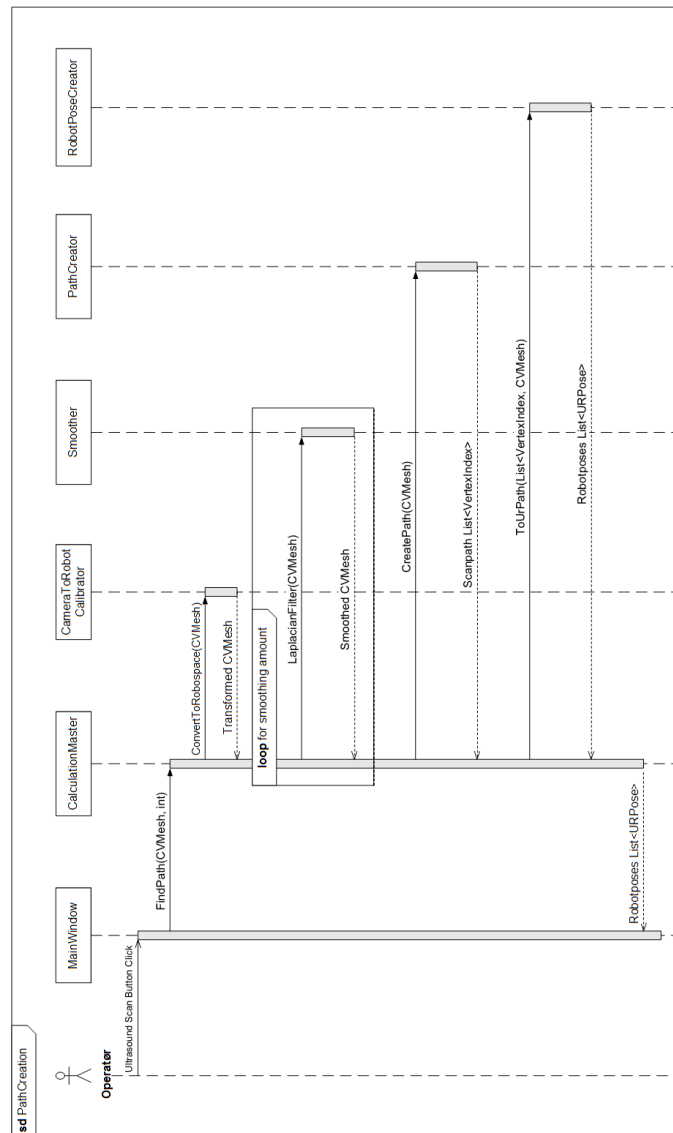 sd PathCreation
Operatør
MainWindow
CalculationMaster
CameraToRobot
Calibrator
Smoother
PathCreator
RobotPoseCreator
Ultrasound Scan Button Click
FindPath(CVMesh, int)
ConvertToRobospace(CVMesh)
Transformed CVMesh
loop for smoothing amount
LaplacianFilter(CVMesh)
Smoothed CVMesh
CreatePath(CVMesh)
Scanpath List<VertexIndex>
ToUrPath(List<VertexIndex, CVMesh)
Robotposes List<URPose>
Robotposes List<URPose>